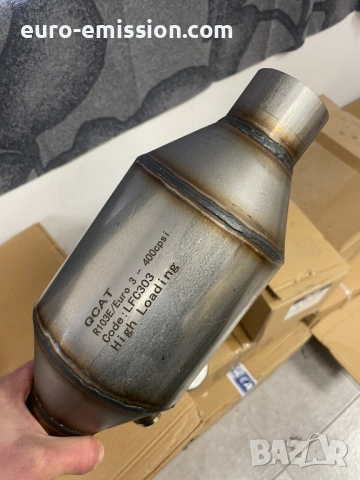 euro-emission.com
QCAT
R103E/Euro 3 - 400cpsi
Code:LFC303
High Loading
BAZAR